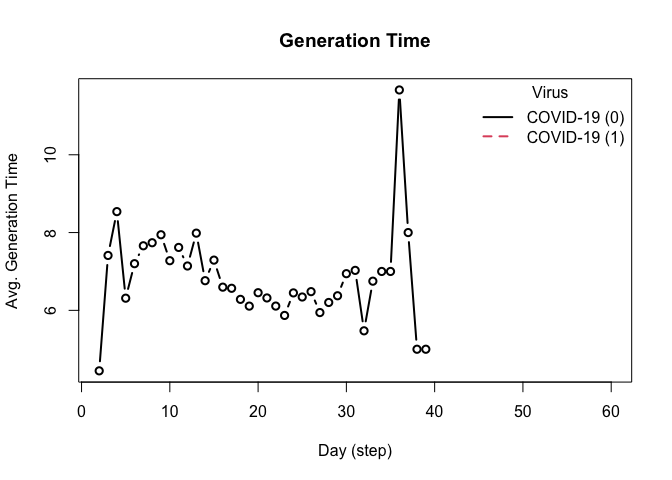 Generation Time
Virus
COVID-19 (0)
COVID-19 (1)
Avg. Generation Time
10
8
6
0 10 20 30 40 50 60
Day (step)